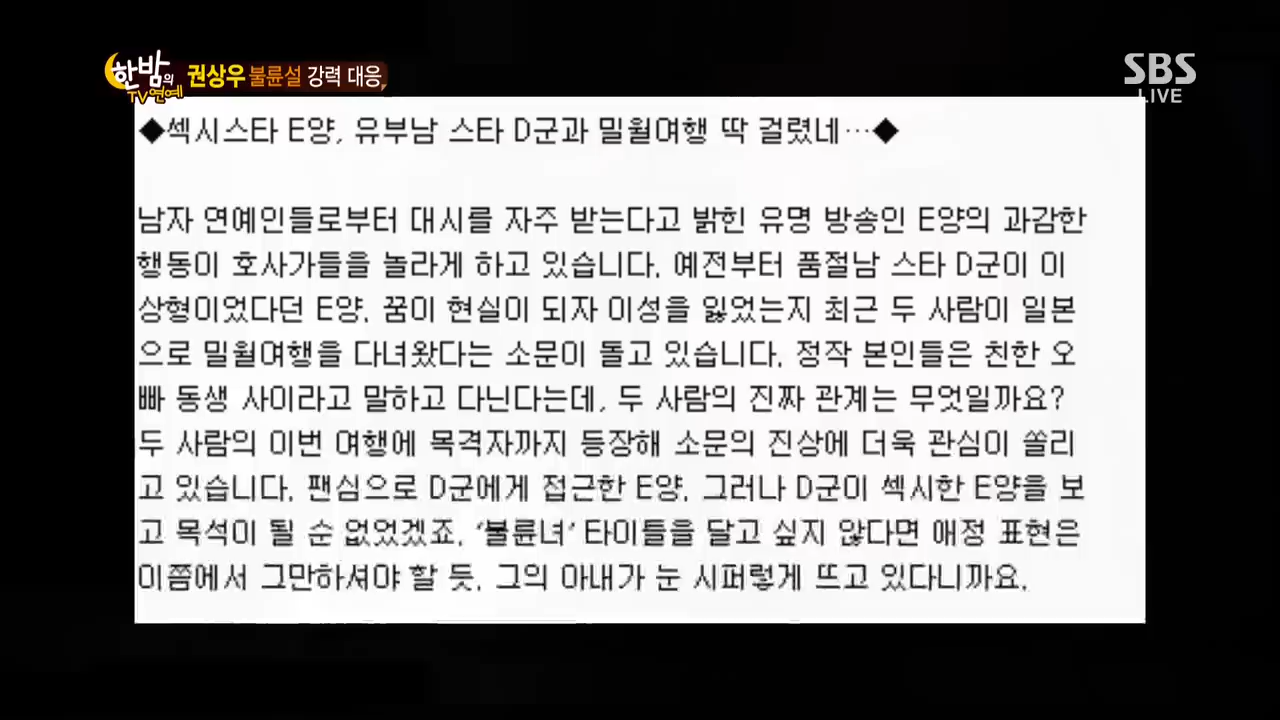 한밤의 TV연예
권상우 불륜설 강력 대응
SBS
LIVE
◆섹시스타 E양, 유부남 스타 D군과 밀월여행 딱 걸렸네…◆
남자 연예인들로부터 대시를 자주 받는다고 밝힌 유명 방송인 E양의 과감한
행동이 호사가들을 놀라게 하고 있습니다. 예전부터 품절남 스타 D군이 이
상형이었다던 E양. 꿈이 현실이 되자 이성을 잃었는지 최근 두 사람이 일본
으로 밀월여행을 다녀왔다는 소문이 돌고 있습니다. 정작 본인들은 친한 오
빠 동생 사이라고 말하고 다닌다는데, 두 사람의 진짜 관계는 무엇일까요?
두 사람의 이번 여행에 목격자까지 등장해 소문의 진상에 더욱 관심이 쏠리
고 있습니다. 팬심으로 D군에게 접근한 E양. 그러나 D군이 섹시한 E양을 보
고 목석이 될 순 없었겠죠. ‘불륜녀’ 타이틀을 달고 싶지 않다면 애정 표현은
이쯤에서 그만하셔야 할 듯. 그의 아내가 눈 시퍼렇게 뜨고 있다니까요.